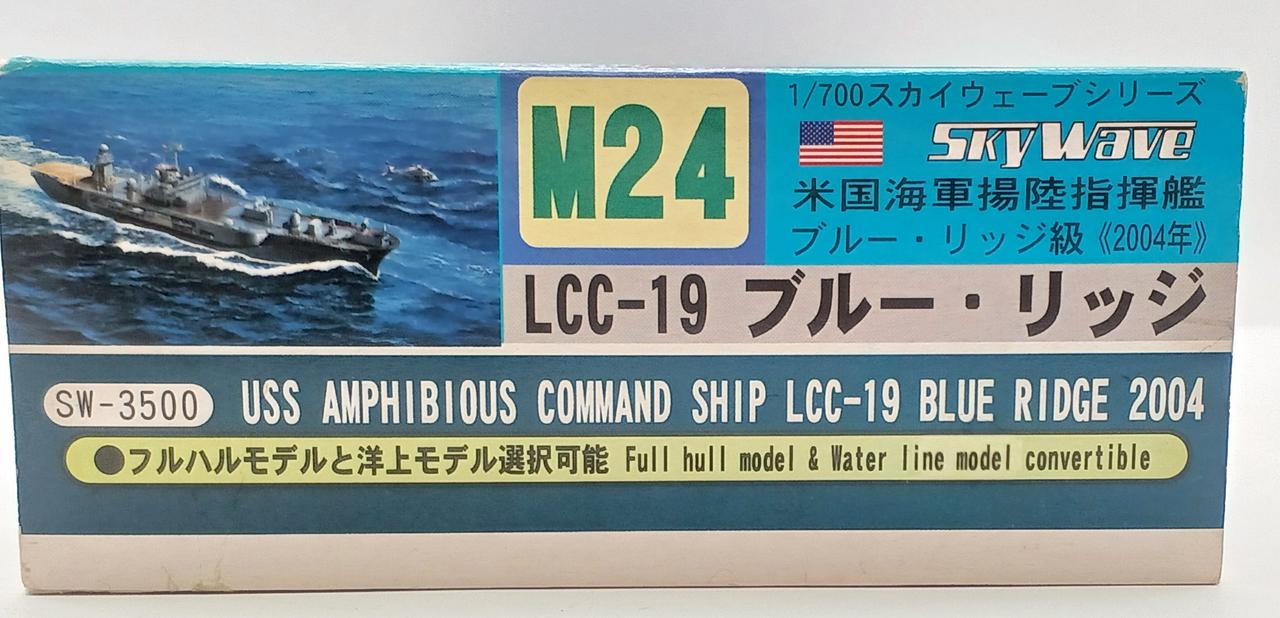 M24
1/700スカイウェーブシリーズ
SkyWave
米国海軍揚陸指揮艦
ブルー・リッジ級《2004年》
LCC-19 ブルー・リッジ
SW-3500 USS AMPHIBIOUS COMMAND SHIP LCC-19 BLUE RIDGE 2004
●フルハルモデルと洋上モデル選択可能 Full hull model & Water line model convertible